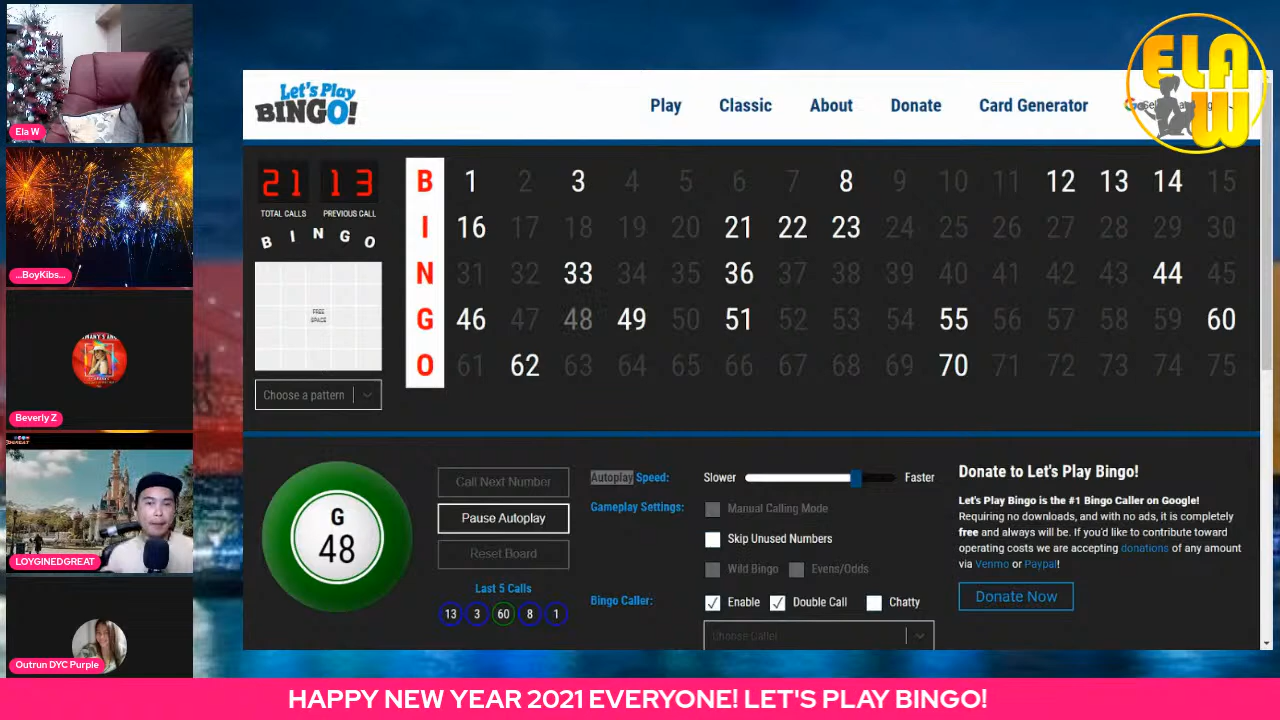 Ela W
...BoyKibs...
Beverly Z
LOYGINEDGREAT
Outrun DYC Purple
ELA
W
Let's Play
BINGO!
Play Classic About Donate Card Generator
21 13
TOTAL CALLS PREVIOUS CALL
B I N G O
FREE
SPACE
Choose a pattern
B 1 2 3 4 5 6 7 8 9 10 11 12 13 14 15
I 16 17 18 19 20 21 22 23 24 25 26 27 28 29 30
N 31 32 33 34 35 36 37 38 39 40 41 42 43 44 45
G 46 47 48 49 50 51 52 53 54 55 56 57 58 59 60
O 61 62 63 64 65 66 67 68 69 70 71 72 73 74 75
G
48
Call Next Number
Pause Autoplay
Reset Board
Last 5 Calls
13 3 60 8 1
Autoplay Speed: Slower Faster
Gameplay Settings: Manual Calling Mode
Skip Unused Numbers
Wild Bingo Evens/Odds
Bingo Caller: Enable Double Call Chatty
Choose Caller
Donate to Let's Play Bingo!
Let's Play Bingo is the #1 Bingo Caller on Google!
Requiring no downloads, and with no ads, it is completely
free and always will be. If you'd like to contribute toward
operating costs we are accepting donations of any amount
via Venmo or Paypal!
Donate Now
HAPPY NEW YEAR 2021 EVERYONE! LET'S PLAY BINGO!